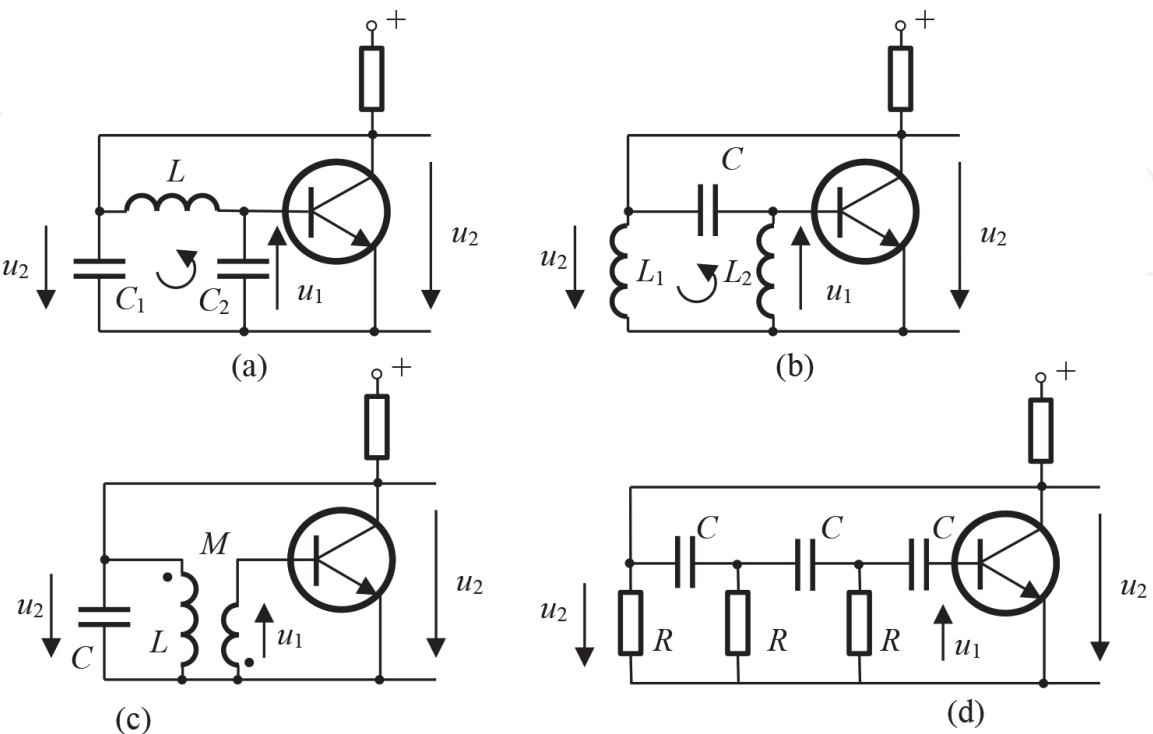 + +
L C
u2 C1 C2 u1 u2
u2 L1 L2 u1 u2
(a) (b)
+ +
M C C C
u2 C L u1 u2
u2 R R R u1 u2
(c) (d)